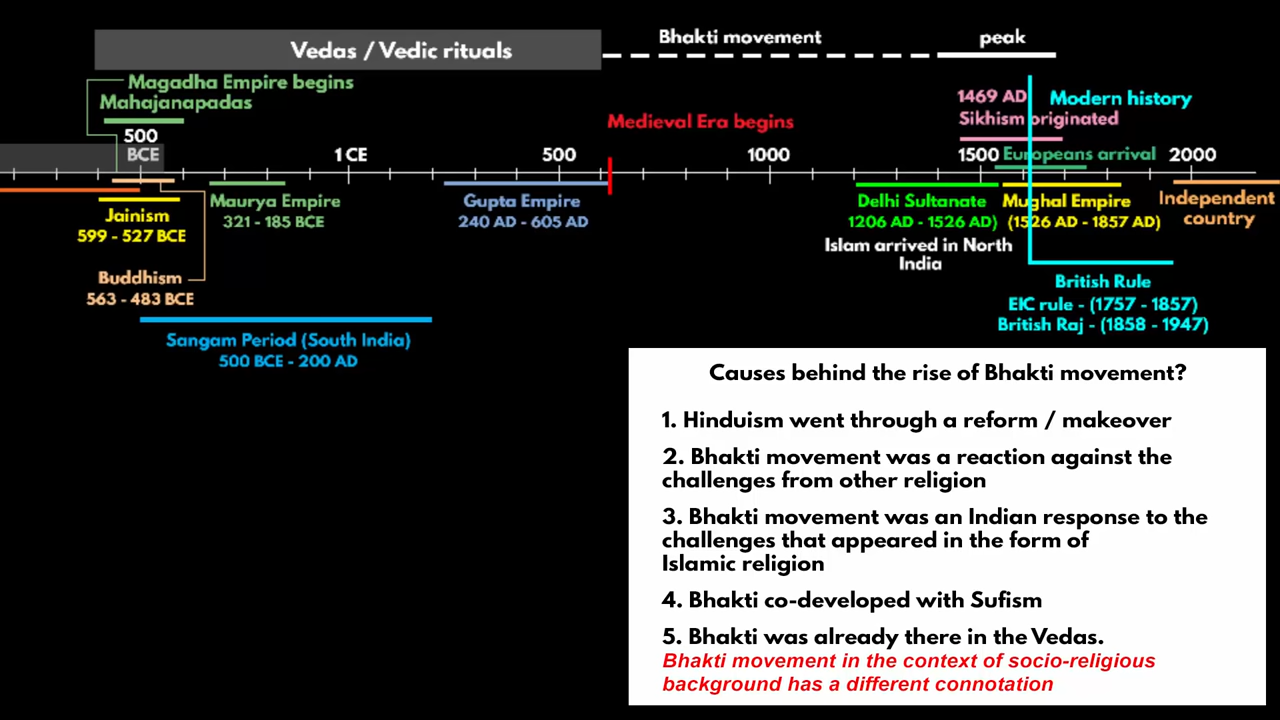 Vedas / Vedic rituals
Bhakti movement
peak
Magadha Empire begins
Mahajanapadas
1469 AD
Sikhism originated
Modern history
Medieval Era begins
500
BCE
1 CE
500
1000
1500
Europeans arrival
2000
Jainism
599 - 527 BCE
Maurya Empire
321 - 185 BCE
Gupta Empire
240 AD - 605 AD
Delhi Sultanate
1206 AD - 1526 AD)
Mughal Empire
(1526 AD - 1857 AD)
Independent
country
Islam arrived in North
India
Buddhism
563 - 483 BCE
British Rule
EIC rule - (1757 - 1857)
British Raj - (1858 - 1947)
Sangam Period (South India)
500 BCE - 200 AD
Causes behind the rise of Bhakti movement?
1. Hinduism went through a reform / makeover
2. Bhakti movement was a reaction against the
challenges from other religion
3. Bhakti movement was an Indian response to the
challenges that appeared in the form of
Islamic religion
4. Bhakti co-developed with Sufism
5. Bhakti was already there in the Vedas.
Bhakti movement in the context of socio-religious
background has a different connotation